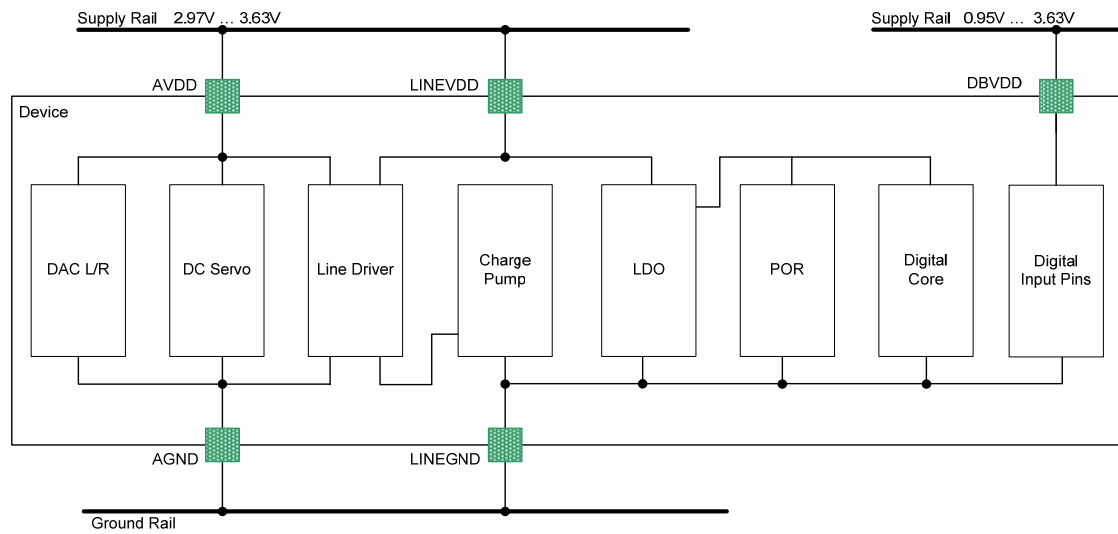 Supply Rail 2.97V ... 3.63V
Supply Rail 0.95V ... 3.63V
AVDD
LINEVDD
DBVDD
Device
DAC L/R
DC Servo
Line Driver
Charge
Pump
LDO
POR
Digital
Core
Digital
Input Pins
AGND
LINEGND
Ground Rail